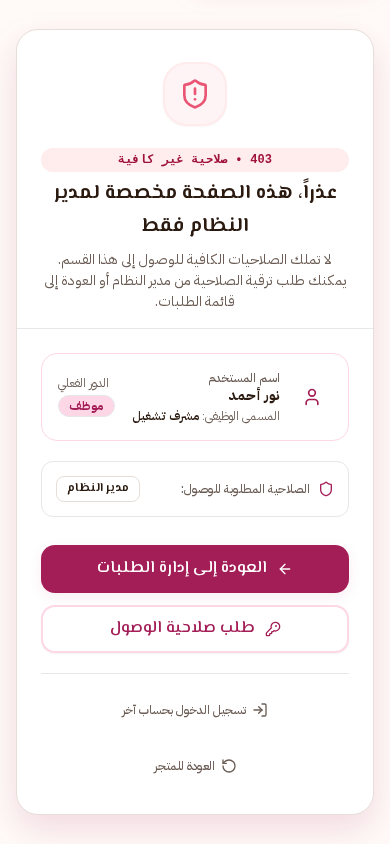 403 • صلاحية غير كافية
عذراً، هذه الصفحة مخصصة لمدير
النظام فقط
لا تملك الصلاحيات الكافية للوصول إلى هذا القسم.
يمكنك طلب ترقية الصلاحية من مدير النظام أو العودة إلى
قائمة الطلبات.
اسم المستخدم
نور أحمد
المسمى الوظيفي: مشرف تشغيل
الدور الفعلي
موظف
الصلاحية المطلوبة للوصول:
مدير النظام
العودة إلى إدارة الطلبات
طلب صلاحية الوصول
تسجيل الدخول بحساب آخر
العودة للمتجر